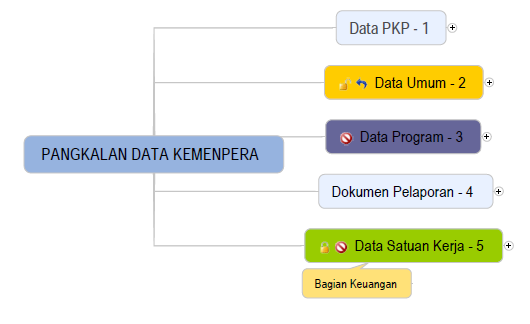 Data PKP - 1
Data Umum - 2
Data Program - 3
PANGKALAN DATA KEMENPERA
Dokumen Pelaporan - 4
Data Satuan Kerja - 5
Bagian Keuangan